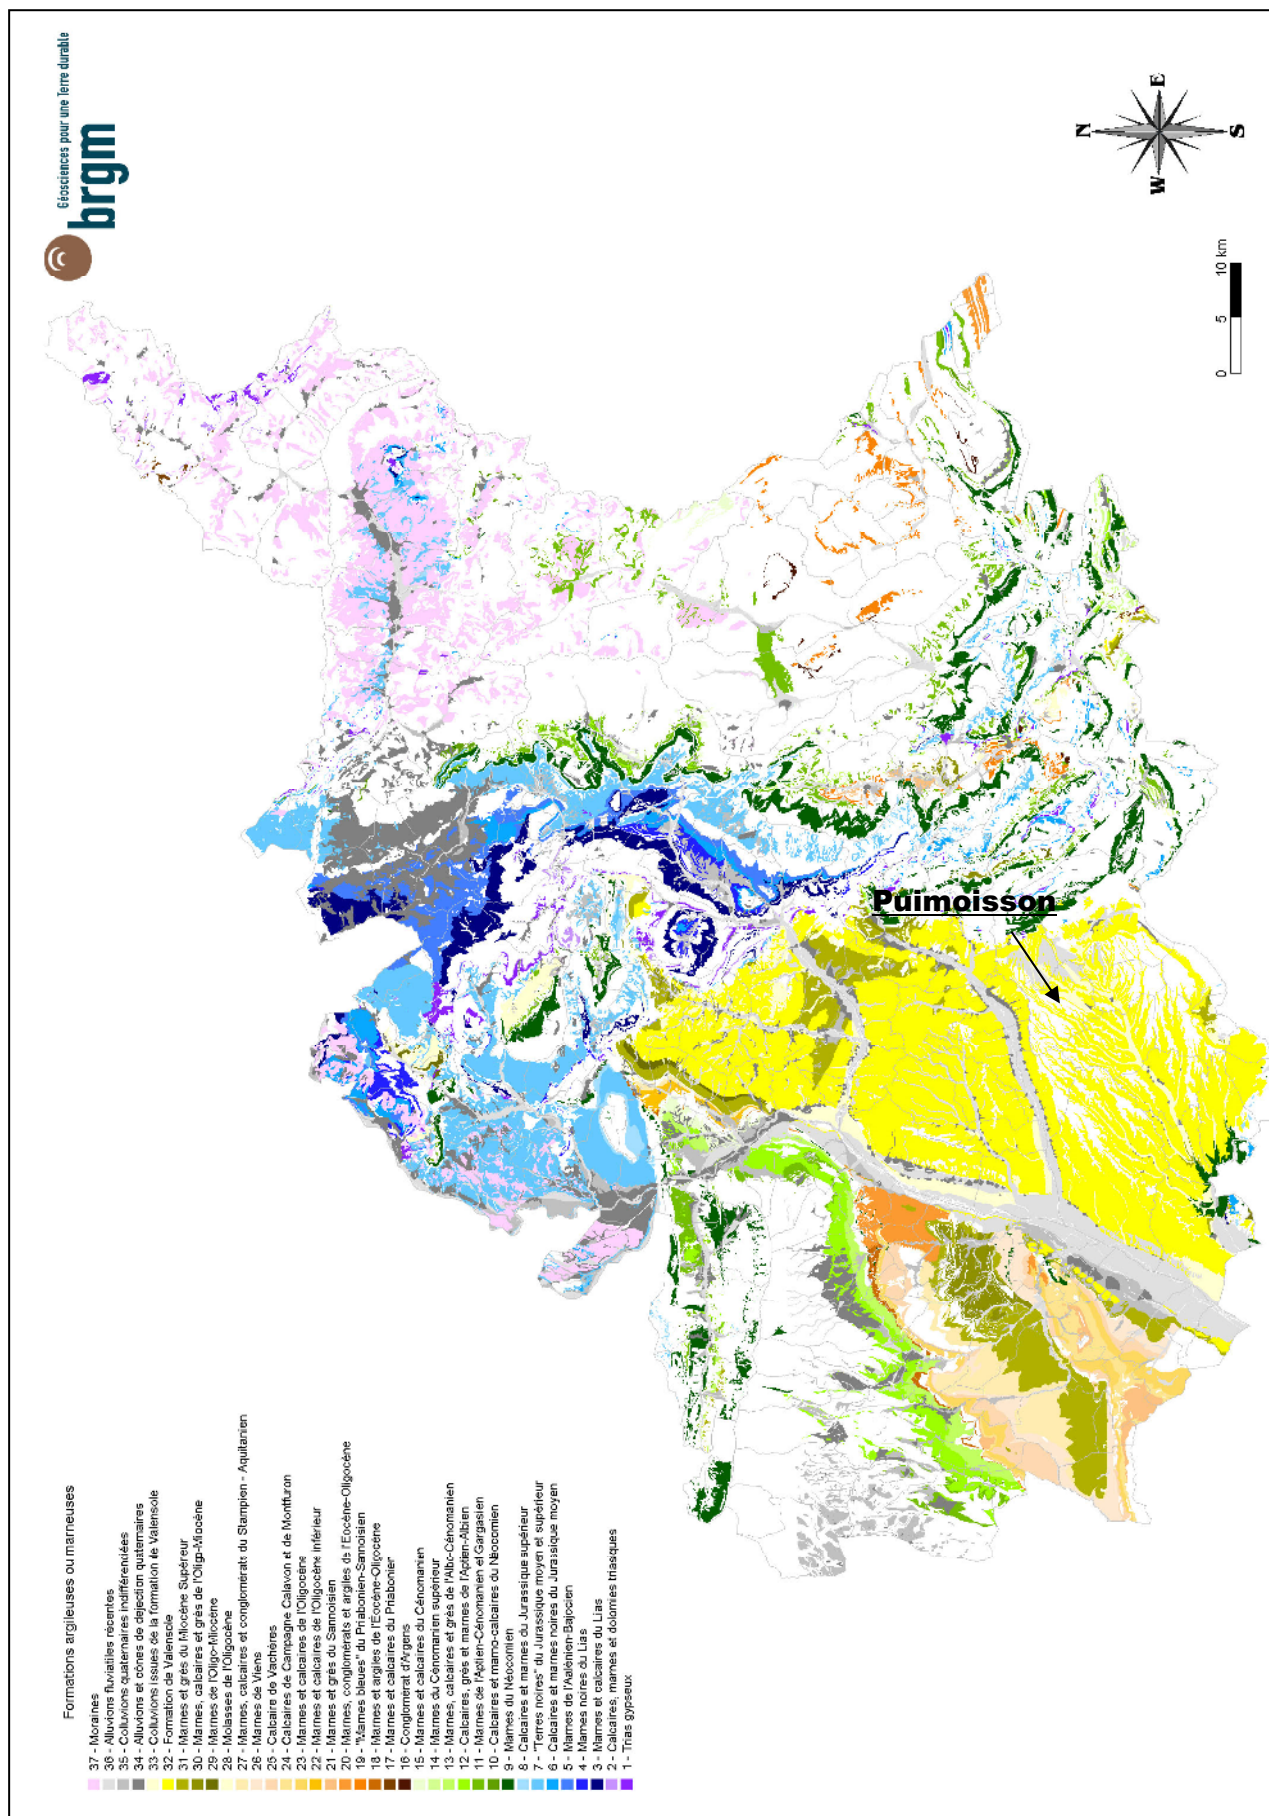 Géosciences pour une Terre durable
brgm
N
W
E
S
0 5 10 km
Puimoisson
Formations argileuses ou marneuses
37 - Moraines
36 - Alluvions fluviatiles récentes
35 - Colluvions quaternaires indifférenciées
34 - Alluvions et cônes de dejection quaternaires
33 - Colluvions issues de la formation de Valensole
32 - Formation de Valensole
31 - Marnes et grès du Miocène Supéreur
30 - Marnes, calcaires et grès de l'Oligo-Miocène
29 - Marnes de l'Oligo-Miocène
28 - Molasses de l'Oligocène
27 - Marnes, calcaires et conglomérats du Stampien - Aquitanien
26 - Marnes de Viens
25 - Calcaire de Vachères
24 - Calcaires de Campagne Calavon et de Montfuron
23 - Marnes et calcaires de l'Oligocène
22 - Marnes et calcaires de l'Oligocène inférieur
21 - Marnes et grès du Sannoisien
20 - Marnes, conglomérats et argiles de l'Eocène-Oligocène
19 - "Marnes bleues" du Priabonien-Sannoisien
18 - Marnes et argiles de l'Eocène-Oligocène
17 - Marnes et calcaires du Priabonier
16 - Conglomérat d'Argens
15 - Marnes et calcaires du Cénomanien
14 - Marnes du Cénomanien supérieur
13 - Marnes, calcaires et grès de l'Albo-Cénomanien
12 - Calcaires, grès et marnes de l'Aptien-Albien
11 - Marnes de l'Aptien-Cénomanien et Gargasien
10 - Calcaires et marno-calcaires du Néocomien
9 - Marnes du Néocomien
8 - Calcaires et marnes du Jurassique supérieur
7 - "Terres noires" du Jurassique moyen et supérieur
6 - Calcaires et marnes noires du Jurassique moyen
5 - Marnes de l'Aalénien-Bajocien
4 - Marnes noires du Lias
3 - Marnes et calcaires du Lias
2 - Calcaires, marnes et dolomies triasques
1 - Trias gypseux